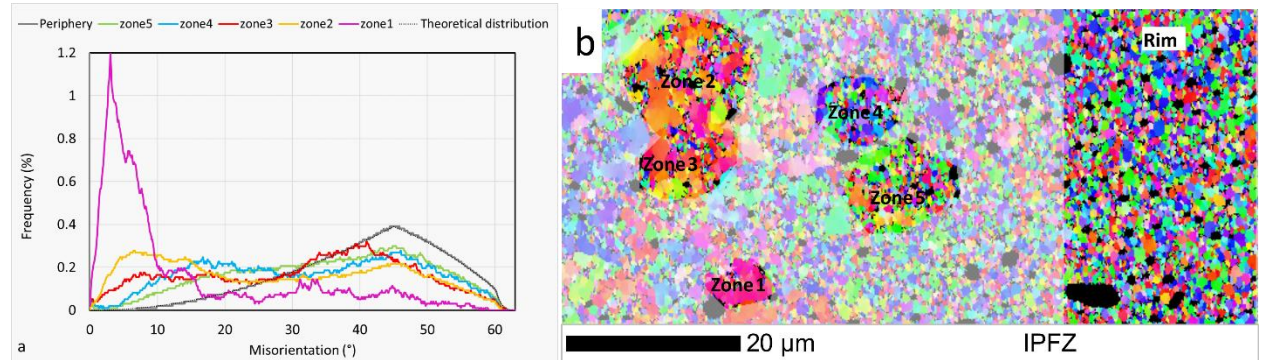 Periphery zone5 zone4 zone3 zone2 zone1 Theoretical distribution
1.2
1
0.8
0.6
0.4
0.2
0
Frequency (%)
0 10 20 30 40 50 60
Misorientation (°)
a
b
Rim
Zone 2
Zone 4
Zone 3
Zone 5
Zone 1
20 µm
IPFZ